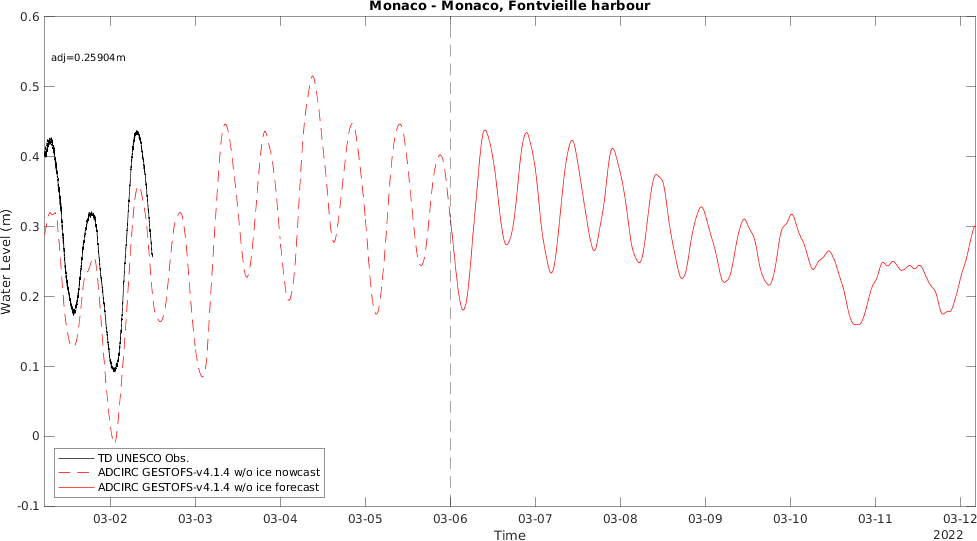 Monaco - Monaco, Fontvieille harbour
adj=0.25904m
0.6
0.5
0.4
0.3
0.2
0.1
0
-0.1
Water Level (m)
TD UNESCO Obs.
ADCIRC GESTOFS-v4.1.4 w/o ice nowcast
ADCIRC GESTOFS-v4.1.4 w/o ice forecast
03-02 03-03 03-04 03-05 03-06 03-07 03-08 03-09 03-10 03-11 03-12
Time
2022